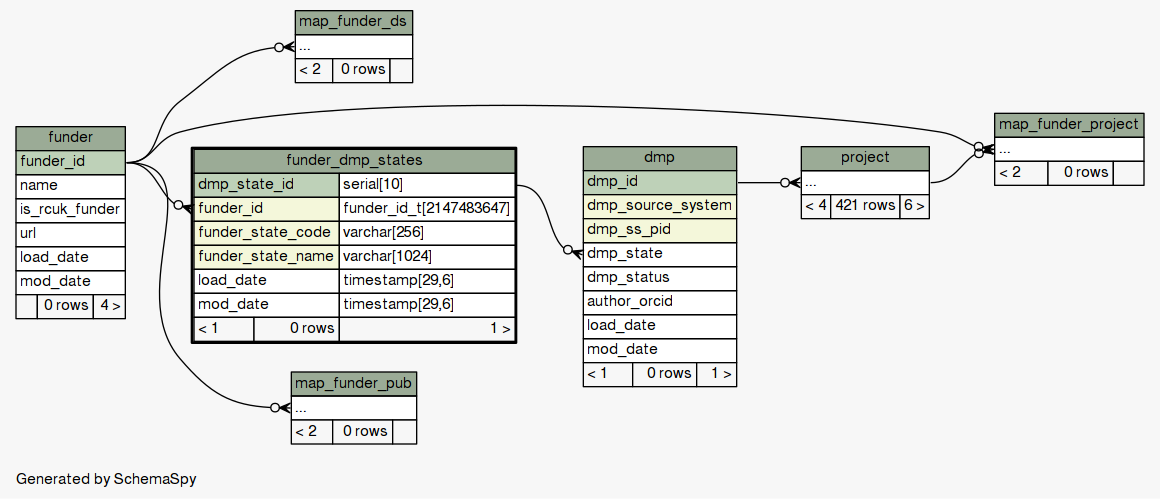 map_funder_ds
...
< 2 0 rows
funder
funder_id
name
is_rcuk_funder
url
load_date
mod_date
0 rows 4 >
funder_dmp_states
dmp_state_id serial[10]
funder_id funder_id_t[2147483647]
funder_state_code varchar[256]
funder_state_name varchar[1024]
load_date timestamp[29,6]
mod_date timestamp[29,6]
< 1 0 rows 1 >
dmp
dmp_id
dmp_source_system
dmp_ss_pid
dmp_state
dmp_status
author_orcid
load_date
mod_date
< 1 0 rows 1 >
project
...
< 4 421 rows 6 >
map_funder_project
...
< 2 0 rows
map_funder_pub
...
< 2 0 rows
Generated by SchemaSpy